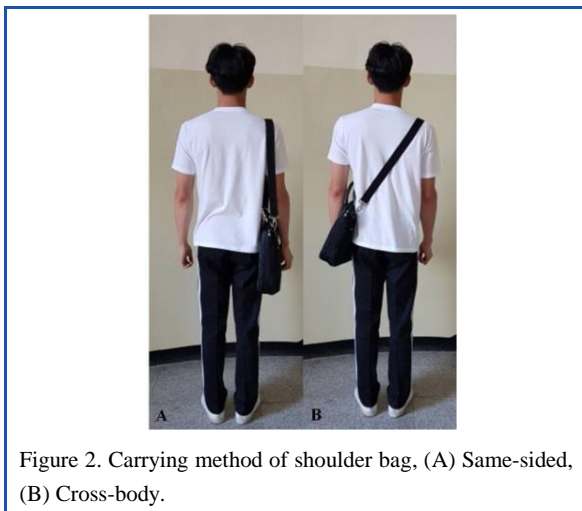 A
B
Figure 2. Carrying method of shoulder bag, (A) Same-sided,
(B) Cross-body.